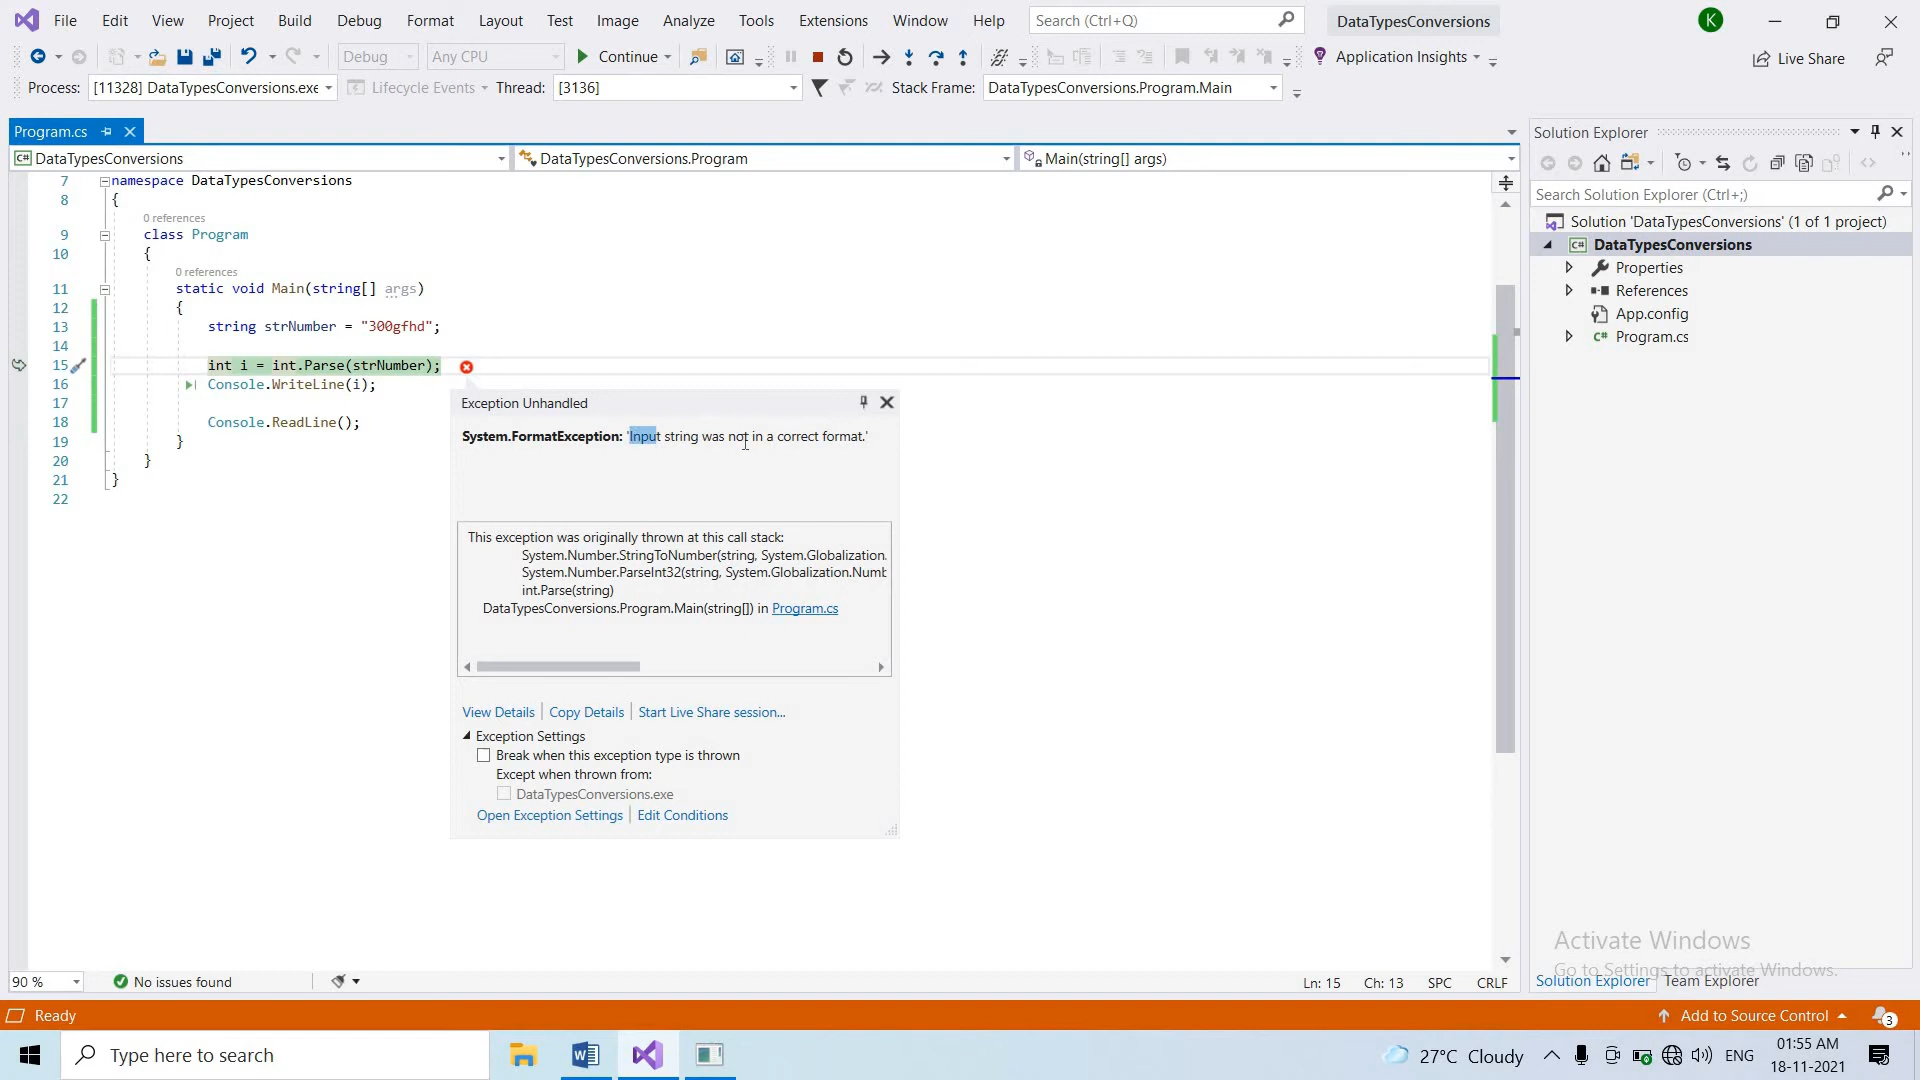 File Edit View Project Build Debug Format Layout Test Image Analyze Tools Extensions Window Help Search (Ctrl+Q) DataTypesConversions K
Debug Any CPU Continue Application Insights Live Share
Process: [11328] DataTypesConversions.exe Lifecycle Events Thread: [3136] Stack Frame: DataTypesConversions.Program.Main
Program.cs
C# DataTypesConversions DataTypesConversions.Program Main(string[] args)
7 namespace DataTypesConversions
8 {
0 references
9 class Program
10 {
0 references
11 static void Main(string[] args)
12 {
13 string strNumber = "300gfhd";
14
15 int i = int.Parse(strNumber);
16 Console.WriteLine(i);
17
18 Console.ReadLine();
19 }
20 }
21 }
22
Exception Unhandled
System.FormatException: 'Input string was not in a correct format.'
This exception was originally thrown at this call stack:
System.Number.StringToNumber(string, System.Globalization.
System.Number.ParseInt32(string, System.Globalization.Numb
int.Parse(string)
DataTypesConversions.Program.Main(string[]) in Program.cs
View Details Copy Details Start Live Share session...
Exception Settings
Break when this exception type is thrown
Except when thrown from:
DataTypesConversions.exe
Open Exception Settings Edit Conditions
Solution Explorer
Search Solution Explorer (Ctrl+;)
Solution 'DataTypesConversions' (1 of 1 project)
C# DataTypesConversions
Properties
References
App.config
C# Program.cs
Activate Windows
Go to Settings to activate Windows.
Solution Explorer Team Explorer
90 % No issues found Ln: 15 Ch: 13 SPC CRLF
Ready Add to Source Control 3
Type here to search 27°C Cloudy ENG 01:55 AM
18-11-2021